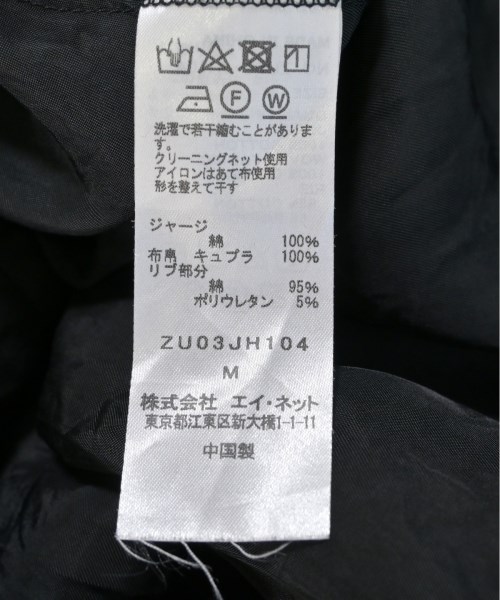 F W
洗濯で若干縮むことがありま
す。
クリーニングネット使用
アイロンはあて布使用
形を整えて干す
ジャージ
綿 100%
布帛 キュプラ 100%
リブ部分
綿 95%
ポリウレタン 5%
ZU03JH104
M
株式会社 エイ・ネット
東京都江東区新大橋1-1-11
中国製